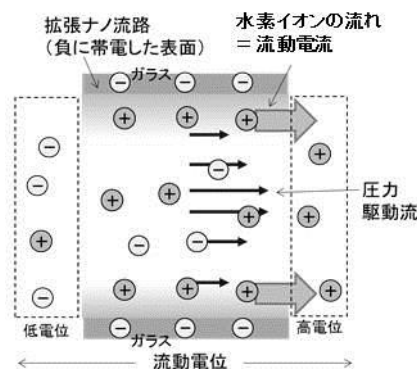 拡張ナノ流路
(負に帯電した表面)
水素イオンの流れ
= 流動電流
ガラス
圧力
駆動流
低電位
ガラス
高電位
流動電位